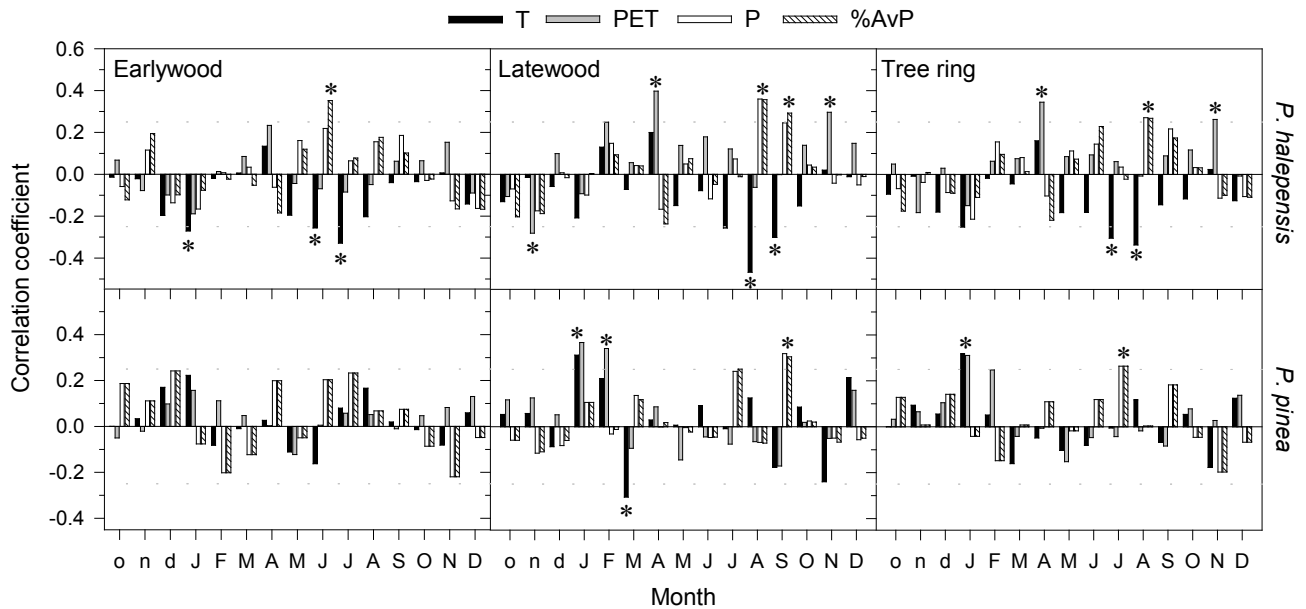 T PET P %AvP
Earlywood Latewood Tree ring
0.6
0.4
0.2
0.0
-0.2
-0.4
* * * * * * * * * * * * * * *
P. halepensis
Correlation coefficient
0.4
0.2
0.0
-0.2
-0.4
* * * * * *
P. pinea
o n d J F M A M J J A S O N D o n d J F M A M J J A S O N D o n d J F M A M J J A S O N D
Month